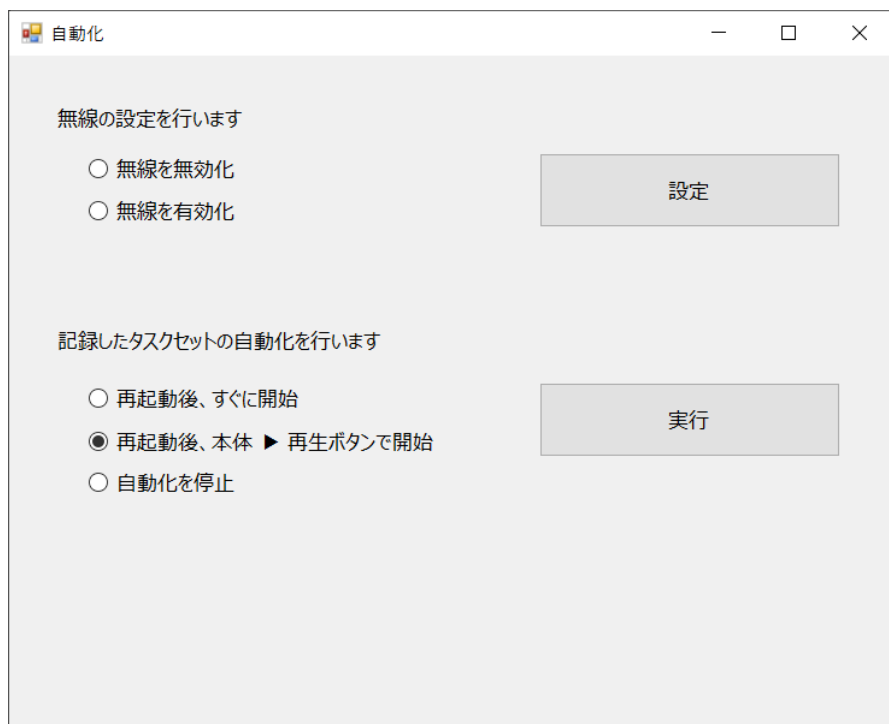 自動化
無線の設定を行います
無線を無効化
無線を有効化
設定
記録したタスクセットの自動化を行います
再起動後、すぐに開始
再起動後、本体 ▶ 再生ボタンで開始
自動化を停止
実行